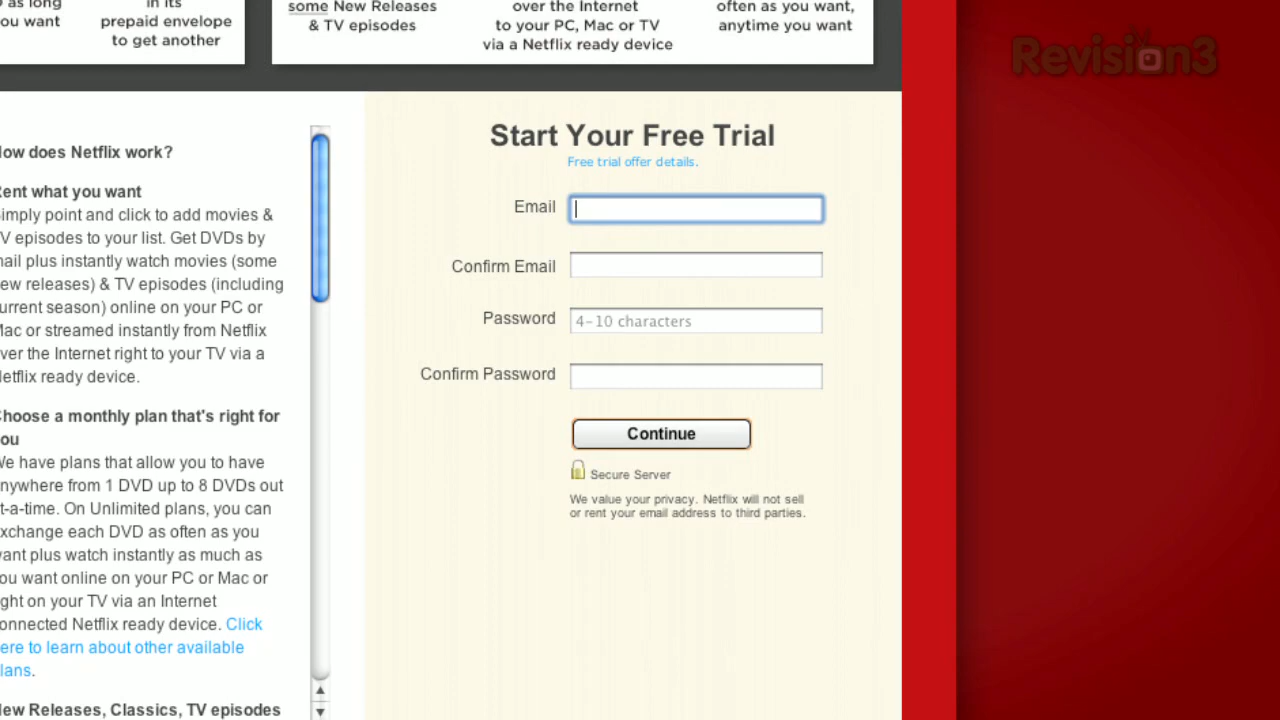 as long
ou want
in its
prepaid envelope
to get another
some New Releases
& TV episodes
over the Internet
to your PC, Mac or TV
via a Netflix ready device
often as you want,
anytime you want
Revision3
ow does Netflix work?
Rent what you want
imply point and click to add movies &
V episodes to your list. Get DVDs by
ail plus instantly watch movies (some
ew releases) & TV episodes (including
urrent season) online on your PC or
Mac or streamed instantly from Netflix
ver the Internet right to your TV via a
Netflix ready device.
Choose a monthly plan that's right for
ou
We have plans that allow you to have
nywhere from 1 DVD up to 8 DVDs out
t-a-time. On Unlimited plans, you can
xchange each DVD as often as you
want plus watch instantly as much as
ou want online on your PC or Mac or
ght on your TV via an Internet
onnected Netflix ready device. Click
ere to learn about other available
plans.
New Releases, Classics, TV episodes
Start Your Free Trial
Free trial offer details.
Email
Confirm Email
Password
4-10 characters
Confirm Password
Continue
Secure Server
We value your privacy. Netflix will not sell
or rent your email address to third parties.